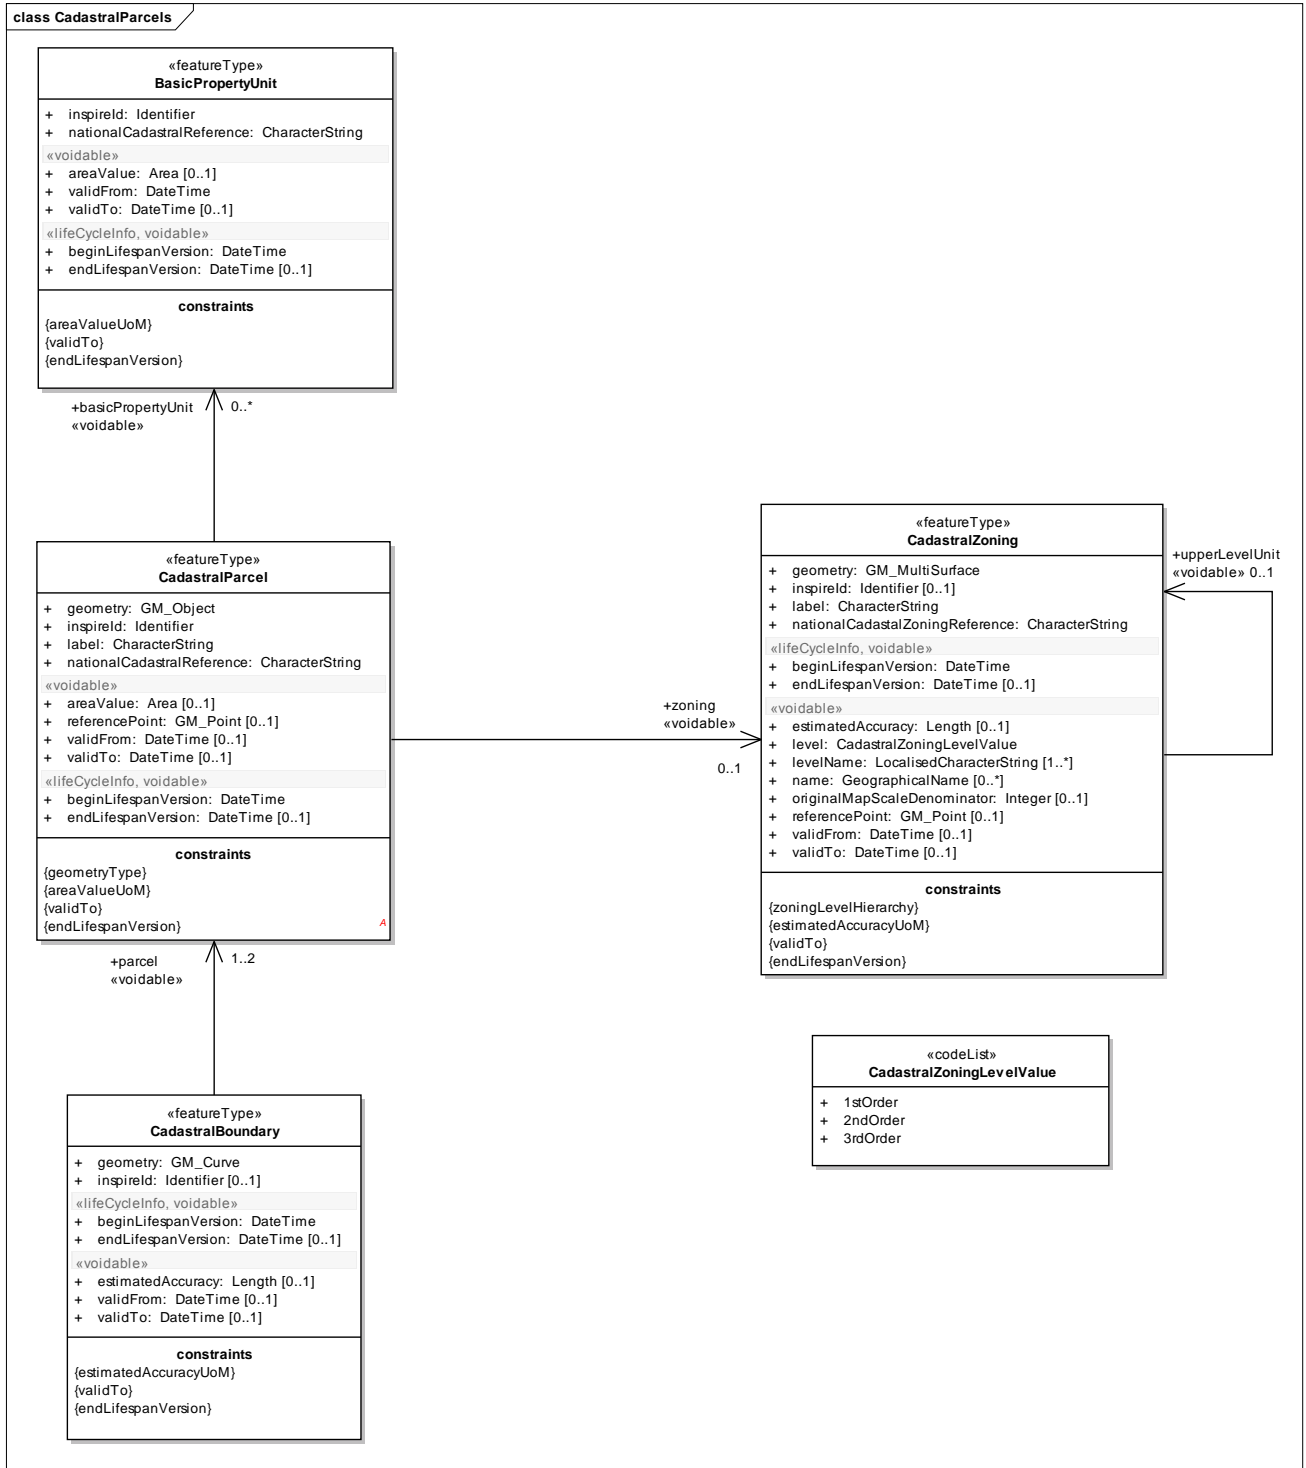 class CadastralParcels
«featureType»
BasicPropertyUnit
+ inspireId: Identifier
+ nationalCadastralReference: CharacterString
«voidable»
+ areaValue: Area [0..1]
+ validFrom: DateTime
+ validTo: DateTime [0..1]
«lifeCycleInfo, voidable»
+ beginLifespanVersion: DateTime
+ endLifespanVersion: DateTime [0..1]
constraints
{areaValueUoM}
{validTo}
{endLifespanVersion}
+basicPropertyUnit 0..*
«voidable»
«featureType»
CadastralParcel
+ geometry: GM_Object
+ inspireId: Identifier
+ label: CharacterString
+ nationalCadastralReference: CharacterString
«voidable»
+ areaValue: Area [0..1]
+ referencePoint: GM_Point [0..1]
+ validFrom: DateTime [0..1]
+ validTo: DateTime [0..1]
«lifeCycleInfo, voidable»
+ beginLifespanVersion: DateTime
+ endLifespanVersion: DateTime [0..1]
constraints
{geometryType}
{areaValueUoM}
{validTo}
{endLifespanVersion}
A
+zoning
«voidable»
0..1
«featureType»
CadastralZoning
+ geometry: GM_MultiSurface
+ inspireId: Identifier [0..1]
+ label: CharacterString
+ nationalCadastalZoningReference: CharacterString
«lifeCycleInfo, voidable»
+ beginLifespanVersion: DateTime
+ endLifespanVersion: DateTime [0..1]
«voidable»
+ estimatedAccuracy: Length [0..1]
+ level: CadastralZoningLevelValue
+ levelName: LocalisedCharacterString [1..*]
+ name: GeographicalName [0..*]
+ originalMapScaleDenominator: Integer [0..1]
+ referencePoint: GM_Point [0..1]
+ validFrom: DateTime [0..1]
+ validTo: DateTime [0..1]
constraints
{zoningLevelHierarchy}
{estimatedAccuracyUoM}
{validTo}
{endLifespanVersion}
+upperLevelUnit
«voidable» 0..1
+parcel 1..2
«voidable»
«featureType»
CadastralBoundary
+ geometry: GM_Curve
+ inspireId: Identifier [0..1]
«lifeCycleInfo, voidable»
+ beginLifespanVersion: DateTime
+ endLifespanVersion: DateTime [0..1]
«voidable»
+ estimatedAccuracy: Length [0..1]
+ validFrom: DateTime [0..1]
+ validTo: DateTime [0..1]
constraints
{estimatedAccuracyUoM}
{validTo}
{endLifespanVersion}
«codeList»
CadastralZoningLevelValue
+ 1stOrder
+ 2ndOrder
+ 3rdOrder